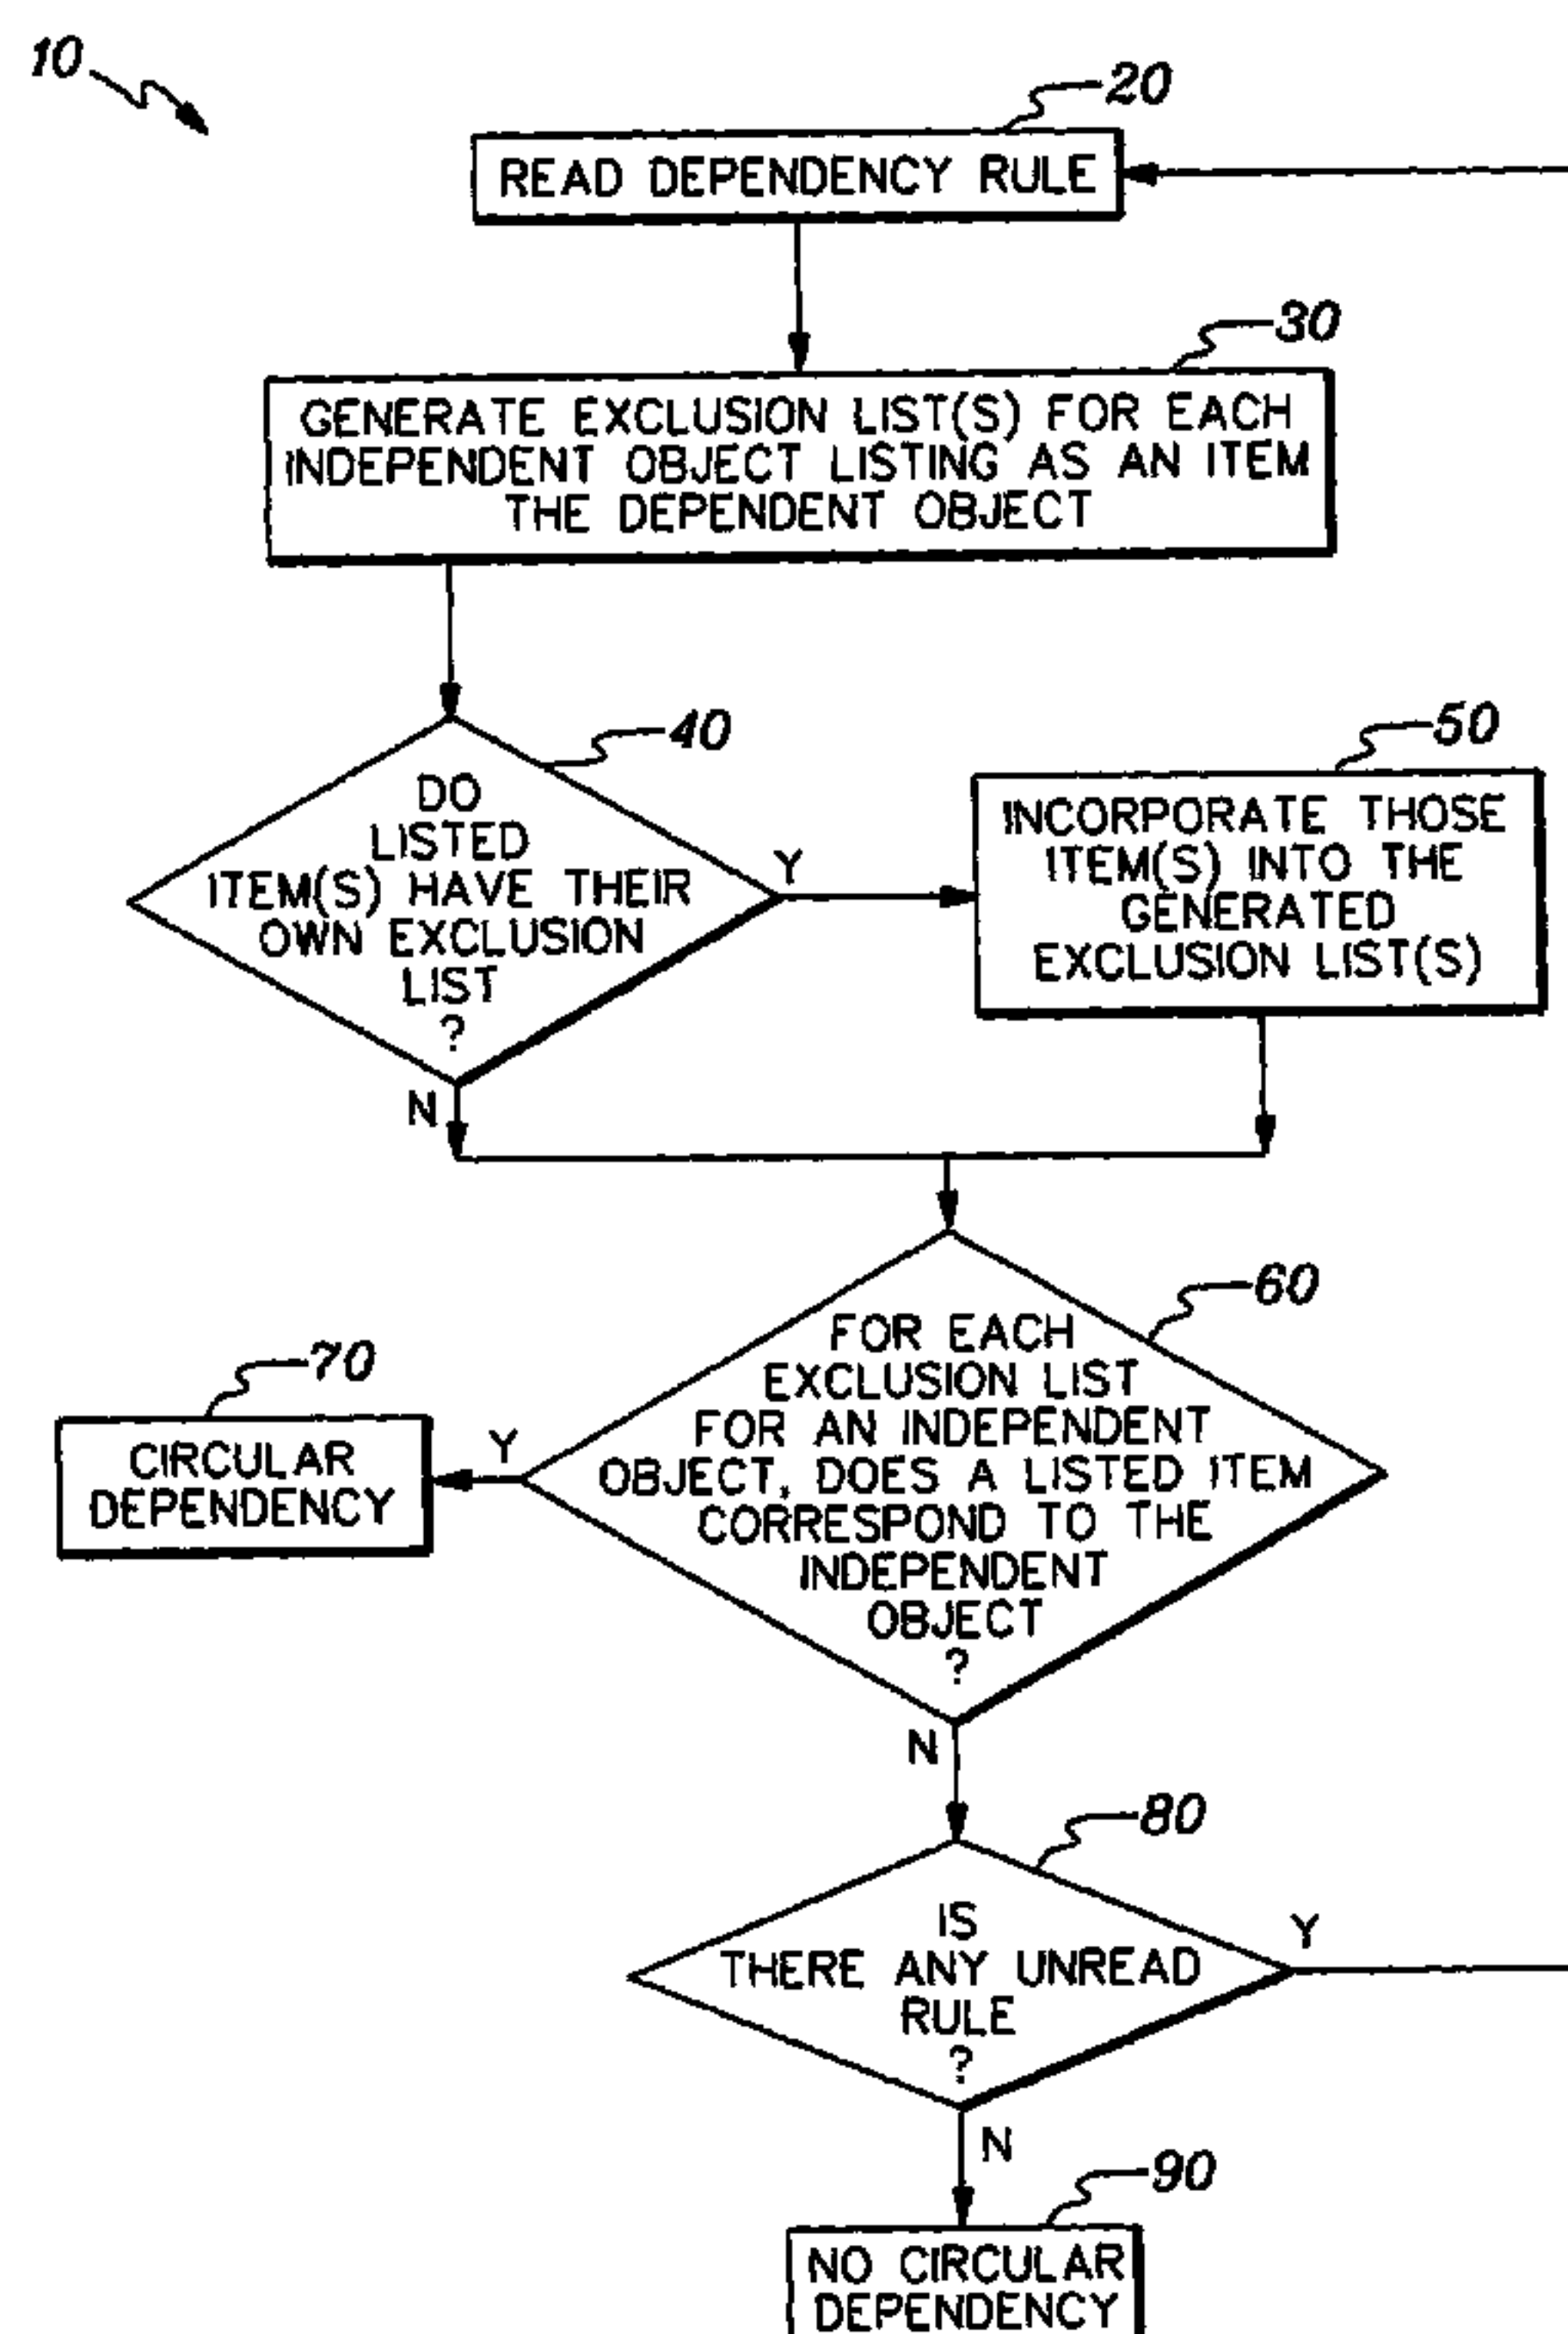 10
20
READ DEPENDENCY RULE
30
GENERATE EXCLUSION LIST(S) FOR EACH
INDEPENDENT OBJECT LISTING AS AN ITEM
THE DEPENDENT OBJECT
40
DO
LISTED
ITEM(S) HAVE THEIR
OWN EXCLUSION
LIST
?
Y
N
50
INCORPORATE THOSE
ITEM(S) INTO THE
GENERATED
EXCLUSION LIST(S)
60
FOR EACH
EXCLUSION LIST
FOR AN INDEPENDENT
OBJECT, DOES A LISTED ITEM
CORRESPOND TO THE
INDEPENDENT
OBJECT
?
Y
N
70
CIRCULAR
DEPENDENCY
80
IS
THERE ANY UNREAD
RULE
?
Y
N
90
NO CIRCULAR
DEPENDENCY